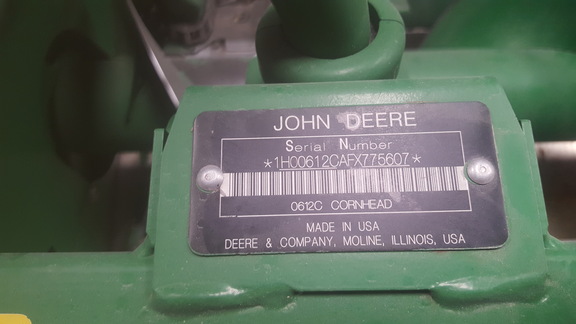 JOHN DEERE
Serial Number
*1H00612CAFX775607*
0612C CORNHEAD
MADE IN USA
DEERE & COMPANY, MOLINE, ILLINOIS, USA